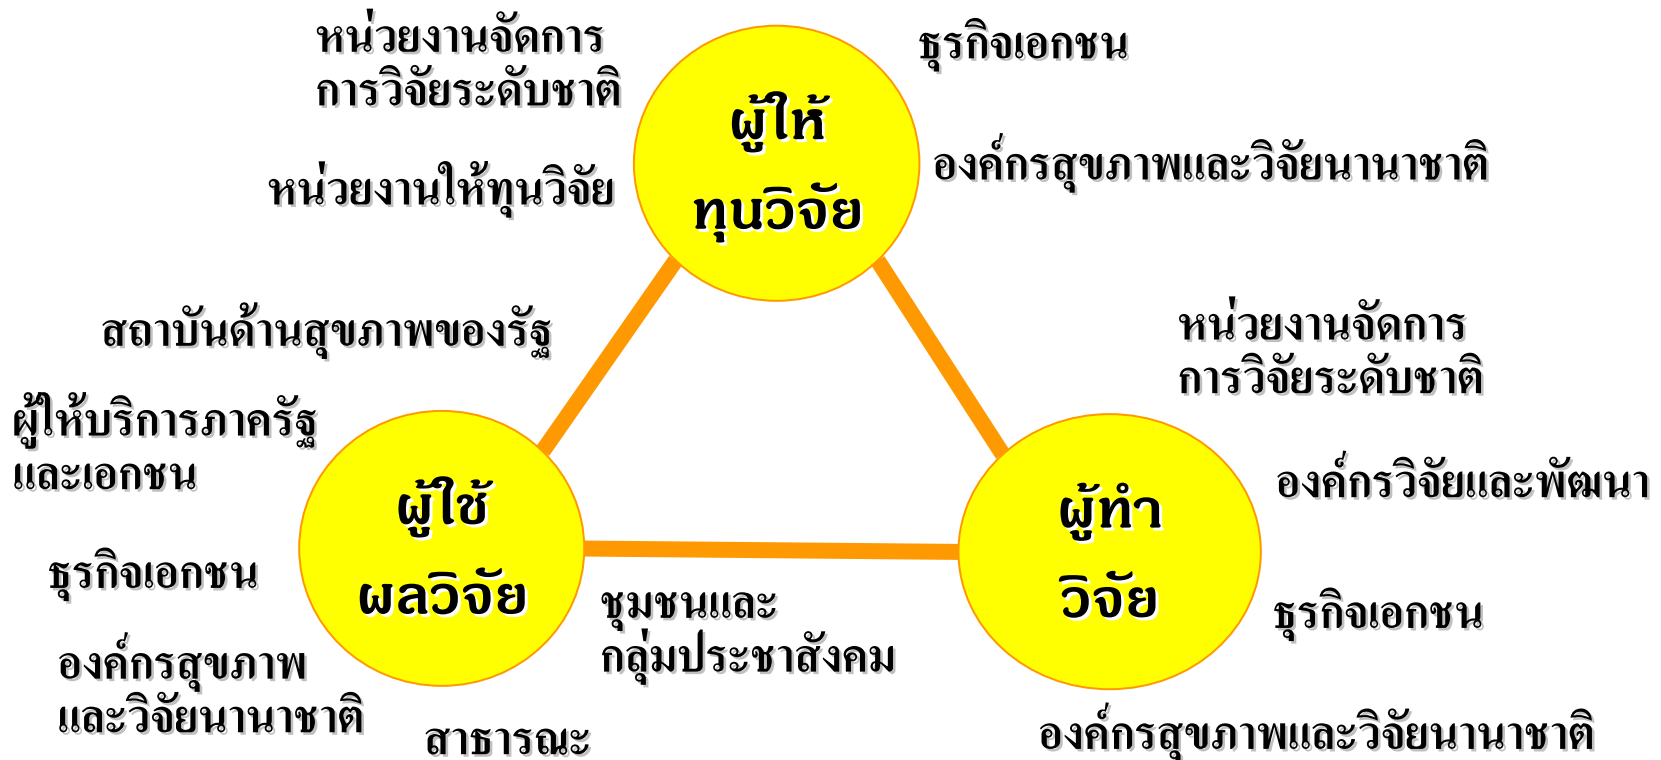 หน่วยงานจัดการ
การวิจัยระดับชาติ
หน่วยงานให้ทุนวิจัย
ผู้ให้
ทุนวิจัย
ธุรกิจเอกชน
องค์กรสุขภาพและวิจัยนานาชาติ
สถาบันด้านสุขภาพของรัฐ
ผู้ให้บริการภาครัฐ
และเอกชน
ธุรกิจเอกชน
องค์กรสุขภาพ
และวิจัยนานาชาติ
สาธารณะ
ผู้ใช้
ผลวิจัย
ชุมชนและ
กลุ่มประชาสังคม
หน่วยงานจัดการ
การวิจัยระดับชาติ
องค์กรวิจัยและพัฒนา
ผู้ทำ
วิจัย
ธุรกิจเอกชน
องค์กรสุขภาพและวิจัยนานาชาติ